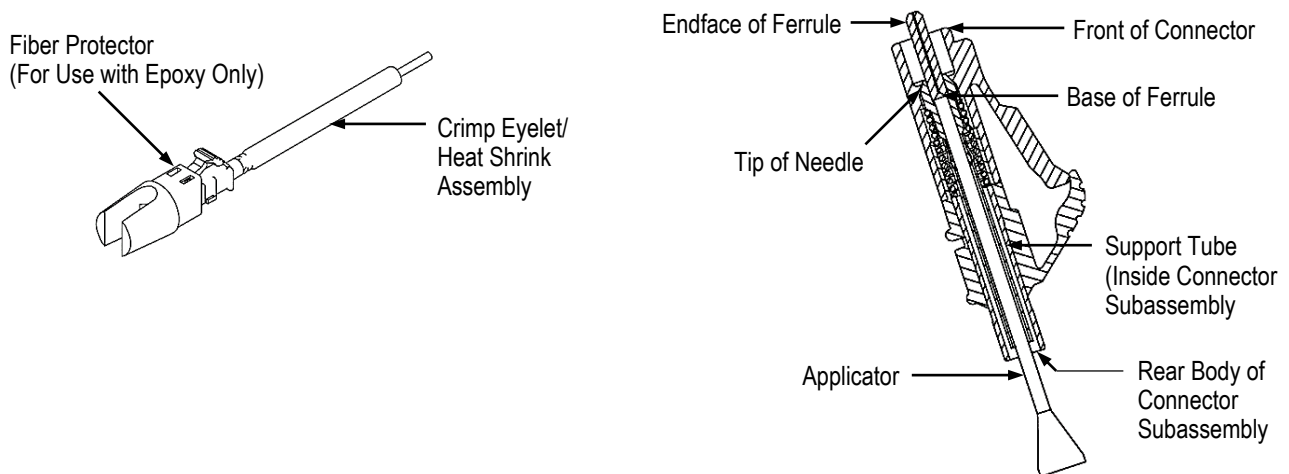 Fiber Protector
(For Use with Epoxy Only)
Crimp Eyelet/
Heat Shrink
Assembly
Endface of Ferrule
Front of Connector
Base of Ferrule
Tip of Needle
Support Tube
(Inside Connector
Subassembly
Applicator
Rear Body of
Connector
Subassembly